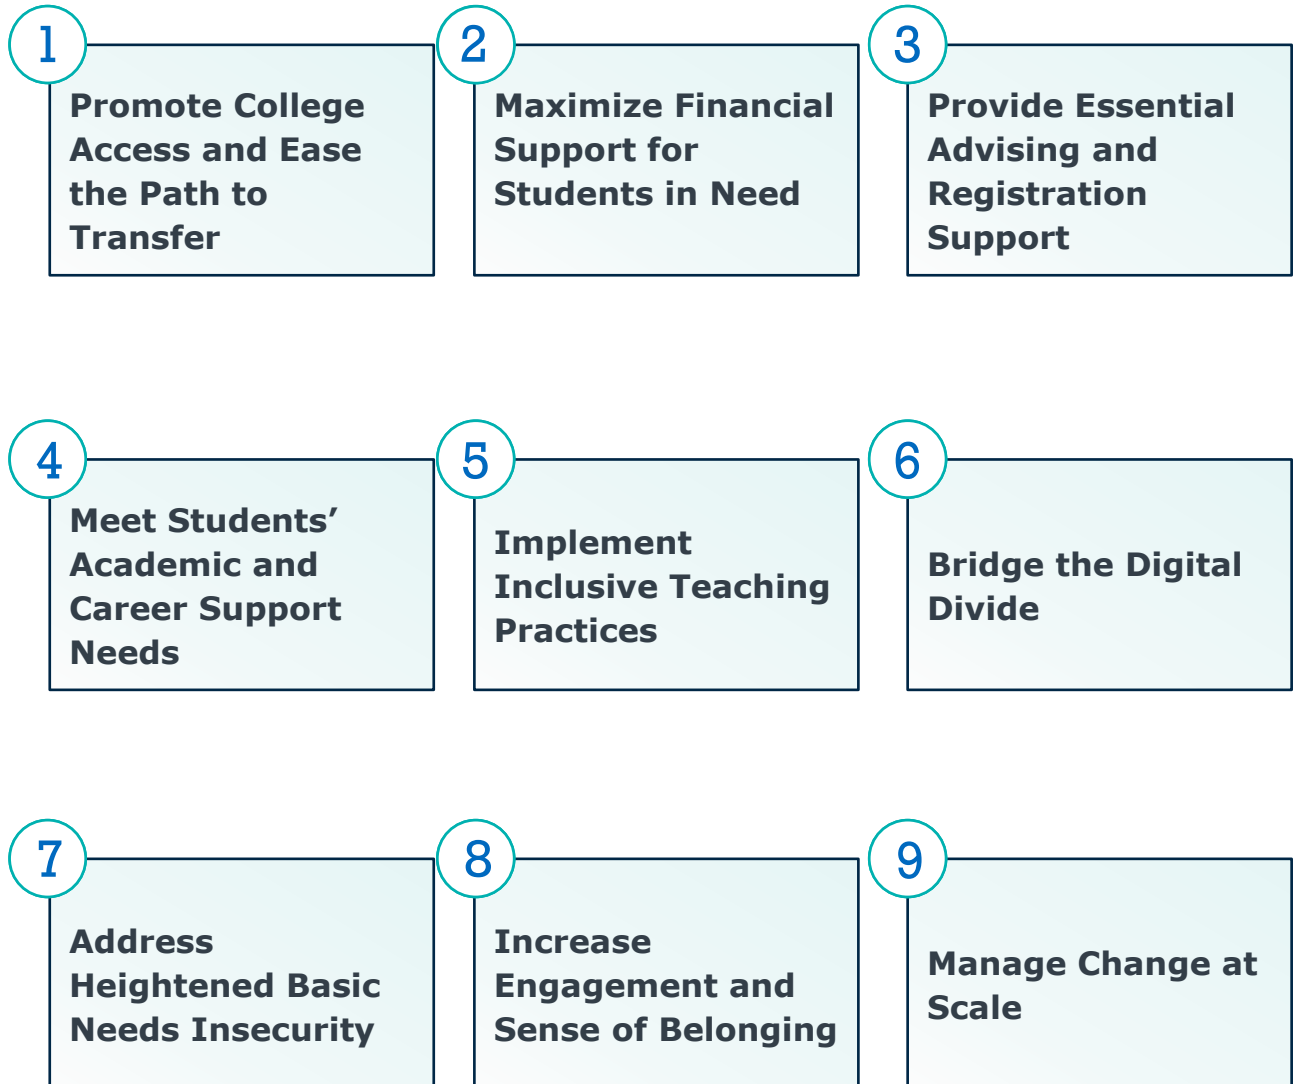 1
Promote College
Access and Ease
the Path to
Transfer
2
Maximize Financial
Support for
Students in Need
3
Provide Essential
Advising and
Registration
Support
4
Meet Students’
Academic and
Career Support
Needs
5
Implement
Inclusive Teaching
Practices
6
Bridge the Digital
Divide
7
Address
Heightened Basic
Needs Insecurity
8
Increase
Engagement and
Sense of Belonging
9
Manage Change at
Scale